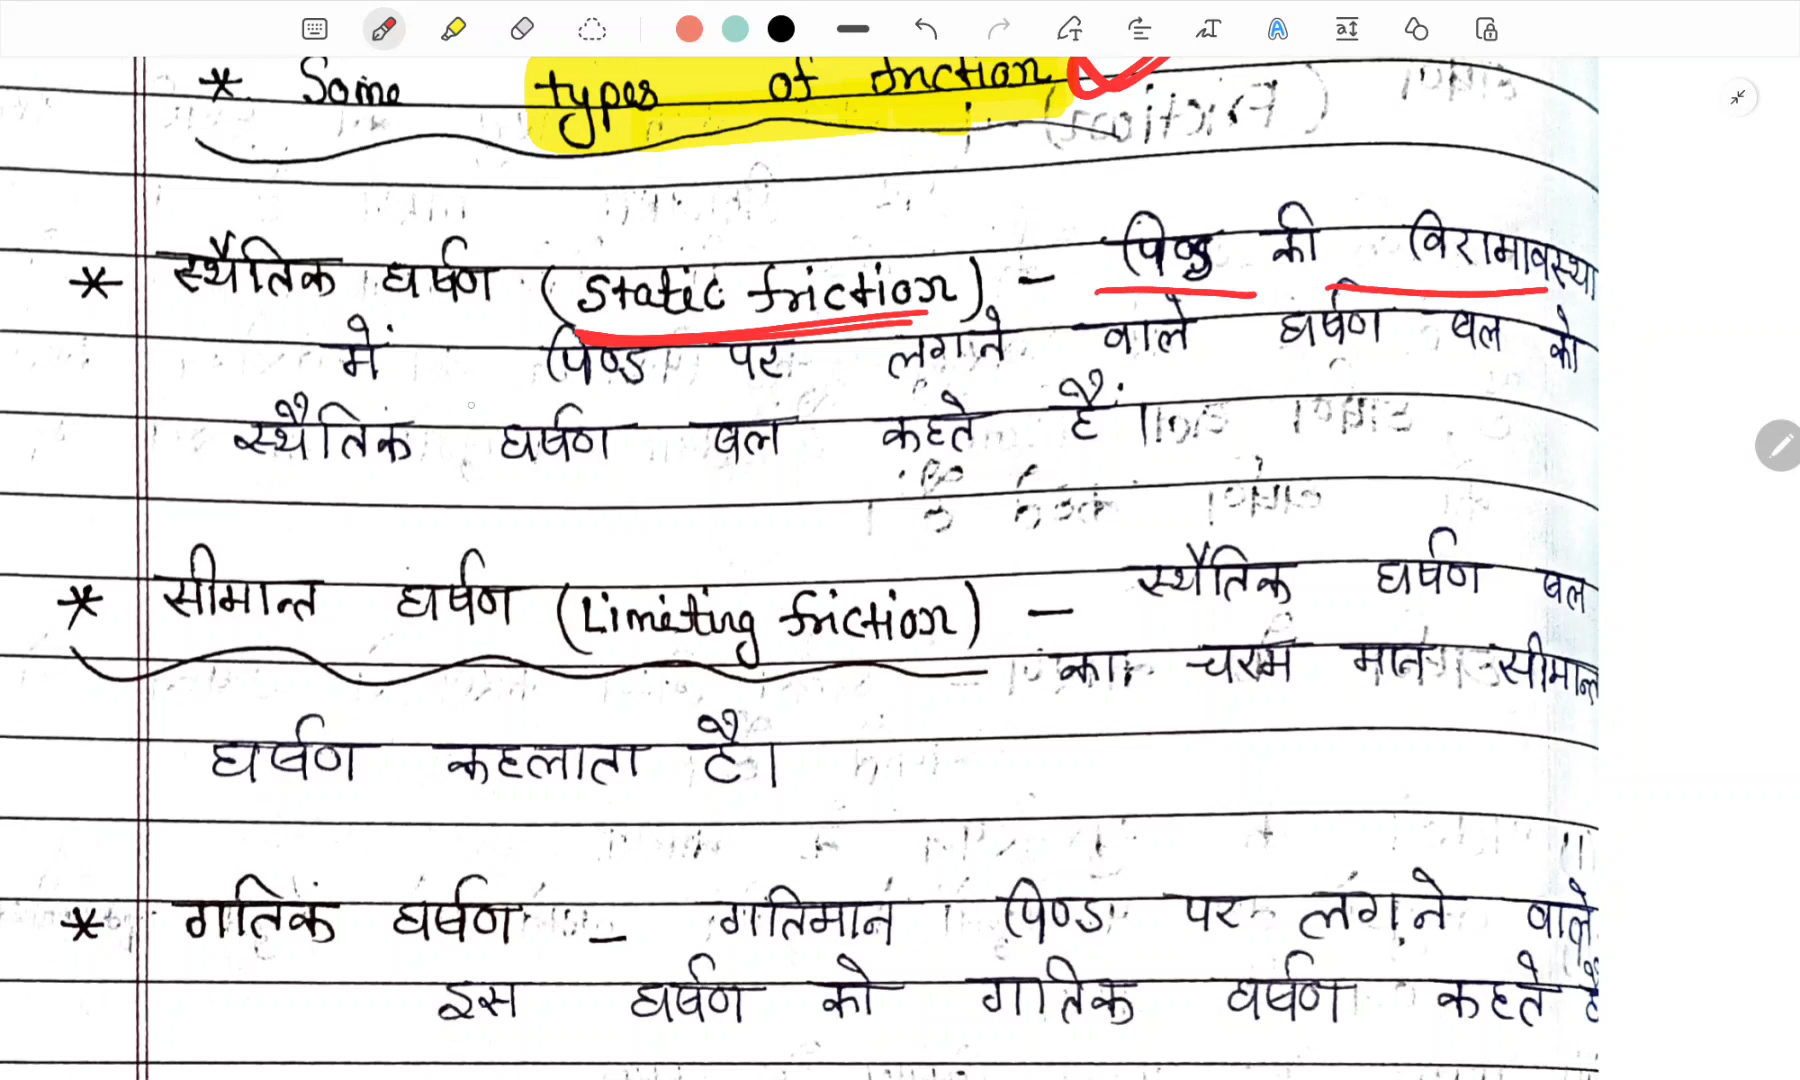 * Some types of friction
* स्थैतिक घर्षण (Static friction) - पिण्ड की विरामावस्था
में पिण्ड पर लगने वाले घर्षण बल को
स्थैतिक घर्षण बल कहते हैं।
* सीमान्त घर्षण (Limiting friction) - स्थैतिक घर्षण बल
का चरम मान सीमान्त
घर्षण कहलाता है।
* गतिक घर्षण - गतिमान पिण्ड पर लगने वाले
इस घर्षण को गतिक घर्षण कहते है